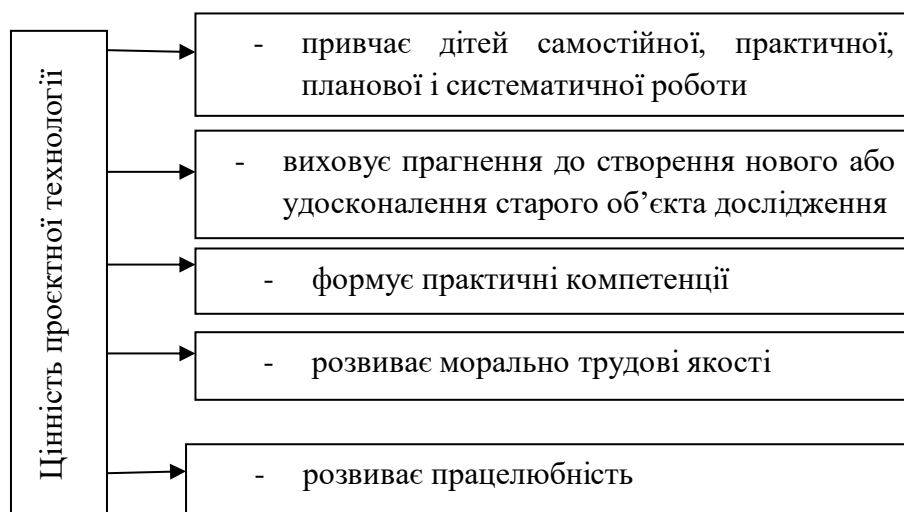 Цінність проєктної технології
- привчає дітей самостійної, практичної,
планової і систематичної роботи
- виховує прагнення до створення нового або
удосконалення старого об’єкта дослідження
- формує практичні компетенції
- розвиває морально трудові якості
- розвиває працелюбність